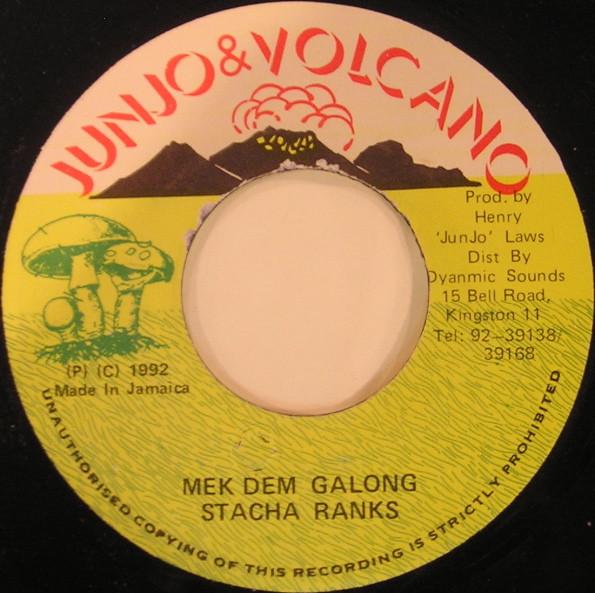 JUNJO & VOLCANO
Prod. by
Henry
'JunJo' Laws
Dist By
Dyanmic Sounds
15 Bell Road,
Kingston 11
Tel: 92-39138/
39168
(P) (C) 1992
Made In Jamaica
MEK DEM GALONG
STACHA RANKS
UNAUTHORISED COPYING OF THIS RECORDING IS STRICTLY PROHIBITED